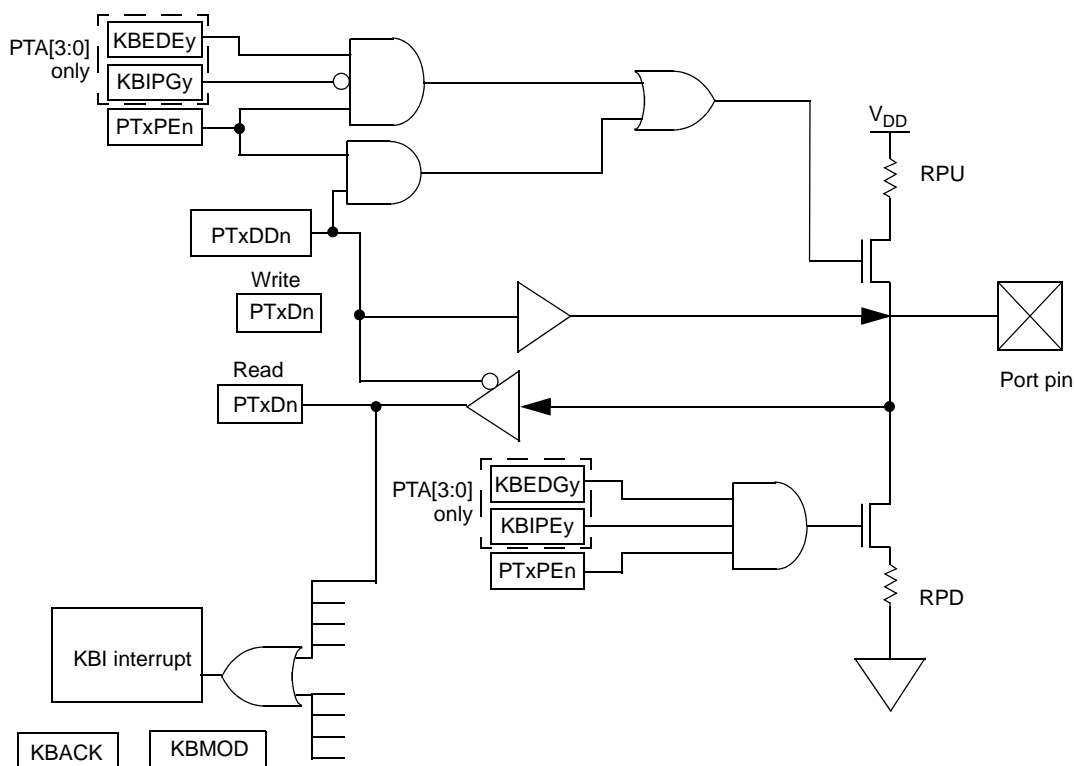 PTA[3:0]
only
KBEDEy
KBIPGy
PTxPEn
VDD
RPU
PTxDDn
Write
PTxDn
Port pin
Read
PTxDn
PTA[3:0]
only
KBEDGy
KBIPEy
PTxPEn
RPD
KBI interrupt
KBACK
KBMOD